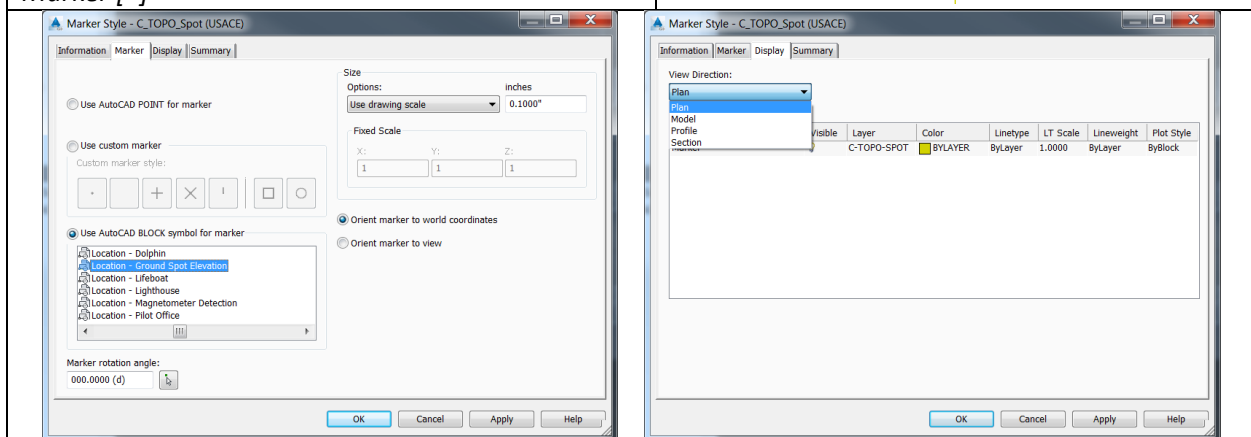 Marker Style - C_TOPO_Spot (USACE)
Information Marker Display Summary
Use AutoCAD POINT for marker
Use custom marker
Custom marker style:
Use AutoCAD BLOCK symbol for marker
Location - Dolphin
Location - Ground Spot Elevation
Location - Lifeboat
Location - Lighthouse
Location - Magnetometer Detection
Location - Pilot Office
Marker rotation angle:
000.0000 (d)
Size
Options: inches
Use drawing scale 0.1000"
Fixed Scale
X: Y: Z:
1 1 1
Orient marker to world coordinates
Orient marker to view
OK Cancel Apply Help
Marker Style - C_TOPO_Spot (USACE)
Information Marker Display Summary
View Direction:
Plan
Plan
Model
Profile
Section
Visible Layer Color Linetype LT Scale Lineweight Plot Style
C-TOPO-SPOT BYLAYER ByLayer 1.0000 ByLayer ByBlock
OK Cancel Apply Help